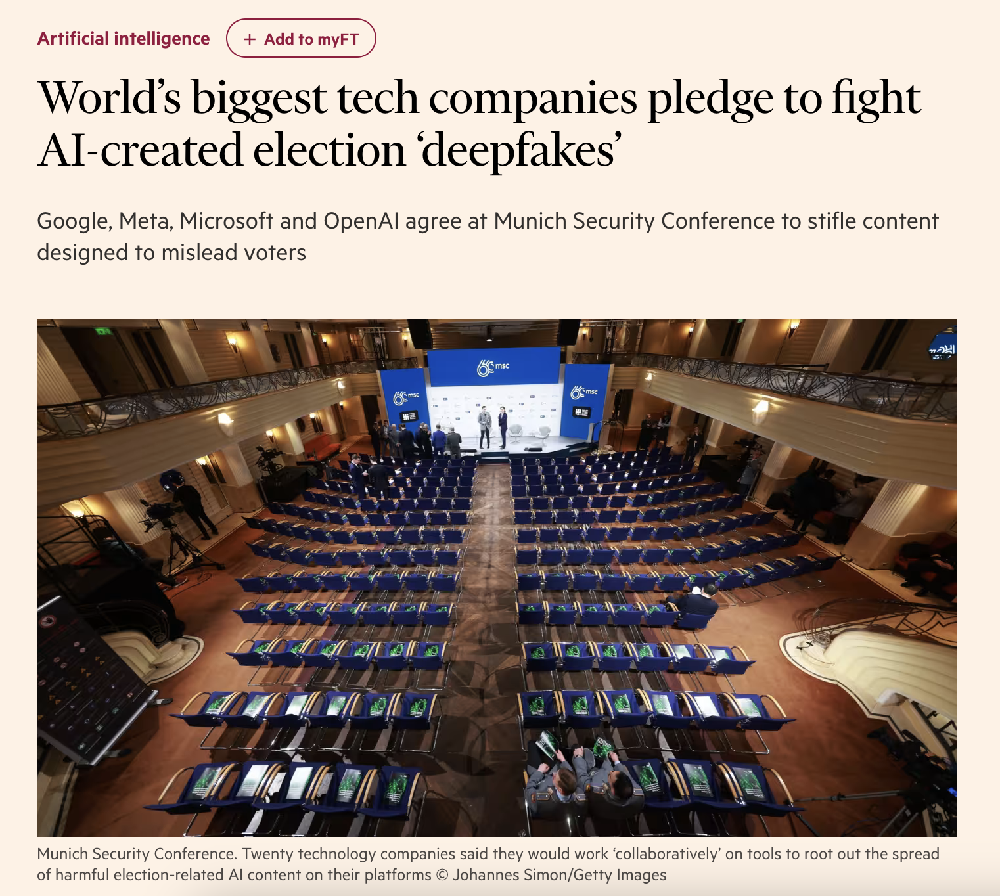 Artificial intelligence
+ Add to myFT
World’s biggest tech companies pledge to fight
AI-created election ‘deepfakes’
Google, Meta, Microsoft and OpenAI agree at Munich Security Conference to stifle content
designed to mislead voters
msc
msc
msc
Munich Security Conference. Twenty technology companies said they would work ‘collaboratively’ on tools to root out the spread
of harmful election-related AI content on their platforms © Johannes Simon/Getty Images